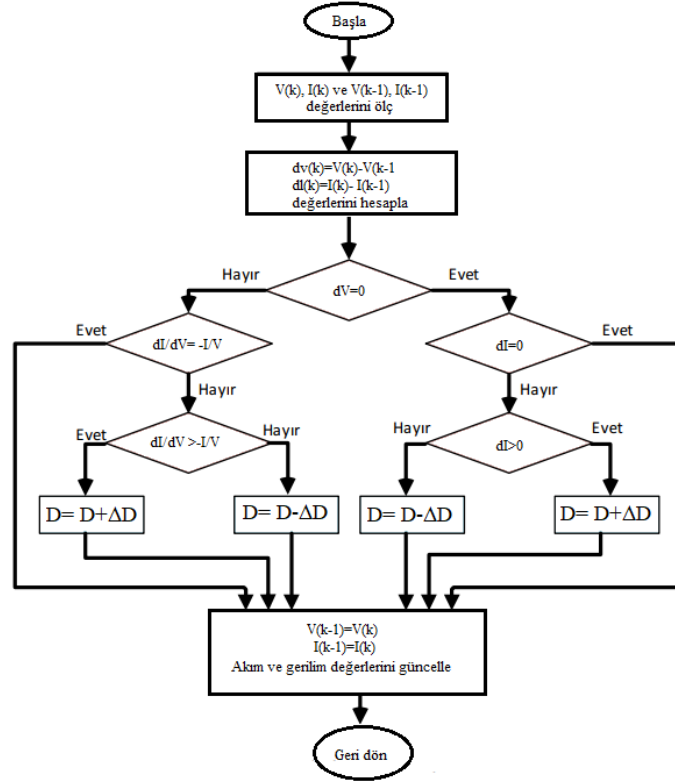 Başla
V(k), I(k) ve V(k-1), I(k-1)
değerlerini ölç
dv(k)=V(k)-V(k-1
dI(k)=I(k)- I(k-1)
değerlerini hesapla
Hayır
dV=0
Evet
Evet
dI/dV= -I/V
dI=0
Evet
Hayır
Hayır
Evet
dI/dV >-I/V
Hayır
Hayır
dI>0
Evet
D= D+ΔD
D= D-ΔD
D= D-ΔD
D= D+ΔD
V(k-1)=V(k)
I(k-1)=I(k)
Akım ve gerilim değerlerini güncelle
Geri dön